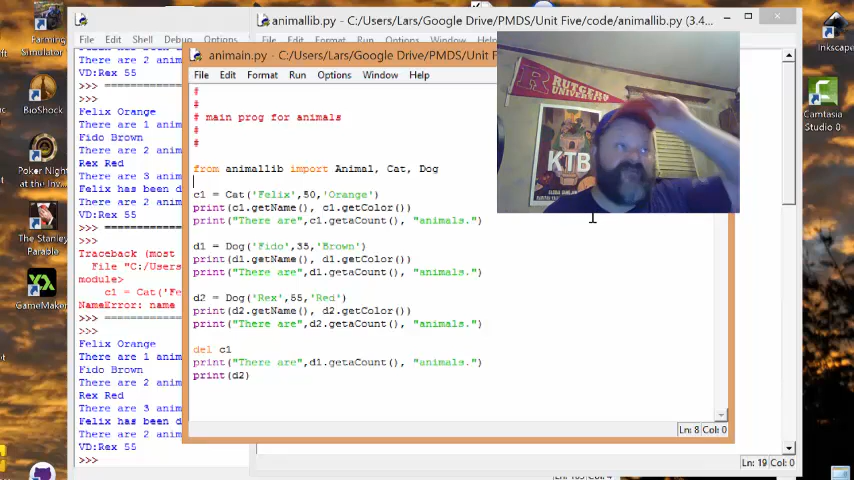 Farming
Simulator
BioShock
Poker Night
at the Inv...
The Stanley
Parable
GameMaker
Edit Shell Debug Options
There are 2 anim
VD:Rex 55
>>> ==========
>>>
Felix Orange
There are 1 anim
Fido Brown
There are 2 anim
Rex Red
There are 3 anim
Felix has been d
There are 2 anim
VD:Rex 55
>>> ==========
>>>
Traceback (most
File "C:/Users
module>
c1 = Cat('Fe
NameError: name
>>> ==========
>>>
Felix Orange
There are 1 anim
Fido Brown
There are 2 anim
Rex Red
There are 3 anim
Felix has been d
There are 2 anim
VD:Rex 55
>>>
animallib.py - C:/Users/Lars/Google Drive/PMDS/Unit Five/code/animallib.py (3.4...
File Edit Format Run Options Window Help
animain.py - C:/Users/Lars/Google Drive/PMDS/Unit F
File Edit Format Run Options Window Help
#
#
# main prog for animals
#
#
from animallib import Animal, Cat, Dog
c1 = Cat('Felix',50,'Orange')
print(c1.getName(), c1.getColor())
print("There are",c1.getaCount(), "animals.")
d1 = Dog('Fido',35,'Brown')
print(d1.getName(), d1.getColor())
print("There are",d1.getaCount(), "animals.")
d2 = Dog('Rex',55,'Red')
print(d2.getName(), d2.getColor())
print("There are",d2.getaCount(), "animals.")
del c1
print("There are",d1.getaCount(), "animals.")
print(d2)
Ln: 8 Col: 0
Ln: 19 Col: 0
R RUTGERS
UNIVERSITY
KTB
Inkscape
Camtasia
Studio 8